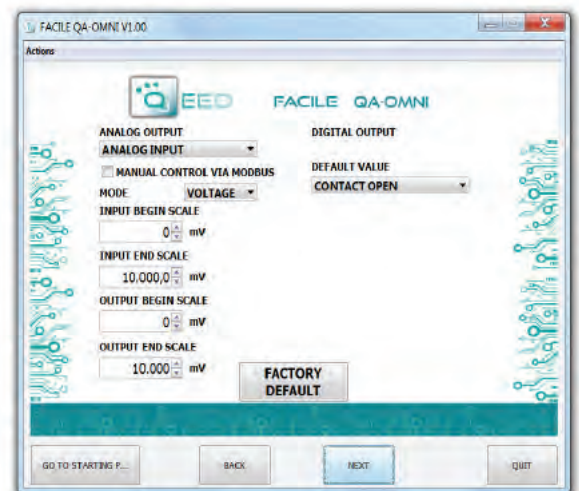 FACILE QA-OMNI V1.00
Actions
QEED
FACILE QA-OMNI
ANALOG OUTPUT
ANALOG INPUT
MANUAL CONTROL VIA MODBUS
MODE VOLTAGE
INPUT BEGIN SCALE
0 mV
INPUT END SCALE
10.000,0 mV
OUTPUT BEGIN SCALE
0 mV
OUTPUT END SCALE
10.000 mV
DIGITAL OUTPUT
DEFAULT VALUE
CONTACT OPEN
FACTORY
DEFAULT
GO TO STARTING P...
BACK
NEXT
QUIT